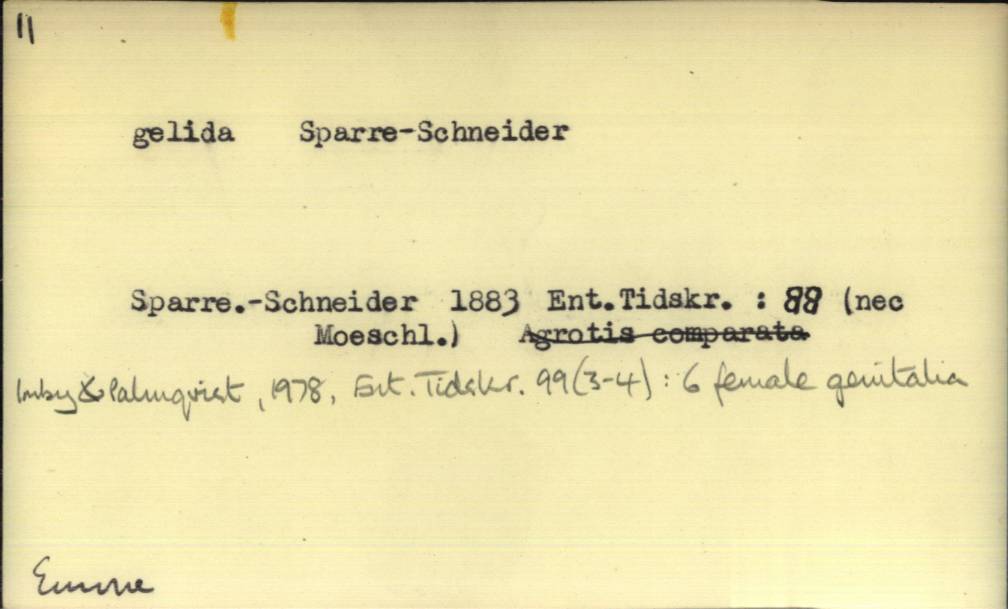 11
gelida Sparre-Schneider
Sparre.-Schneider 1883 Ent.Tidskr. : 88 (nec
Moeschl.) Agrotis comparata
Imby & Palmqvist, 1978, Ent. Tidskr. 99(3-4) : 6 female genitalia
Europe